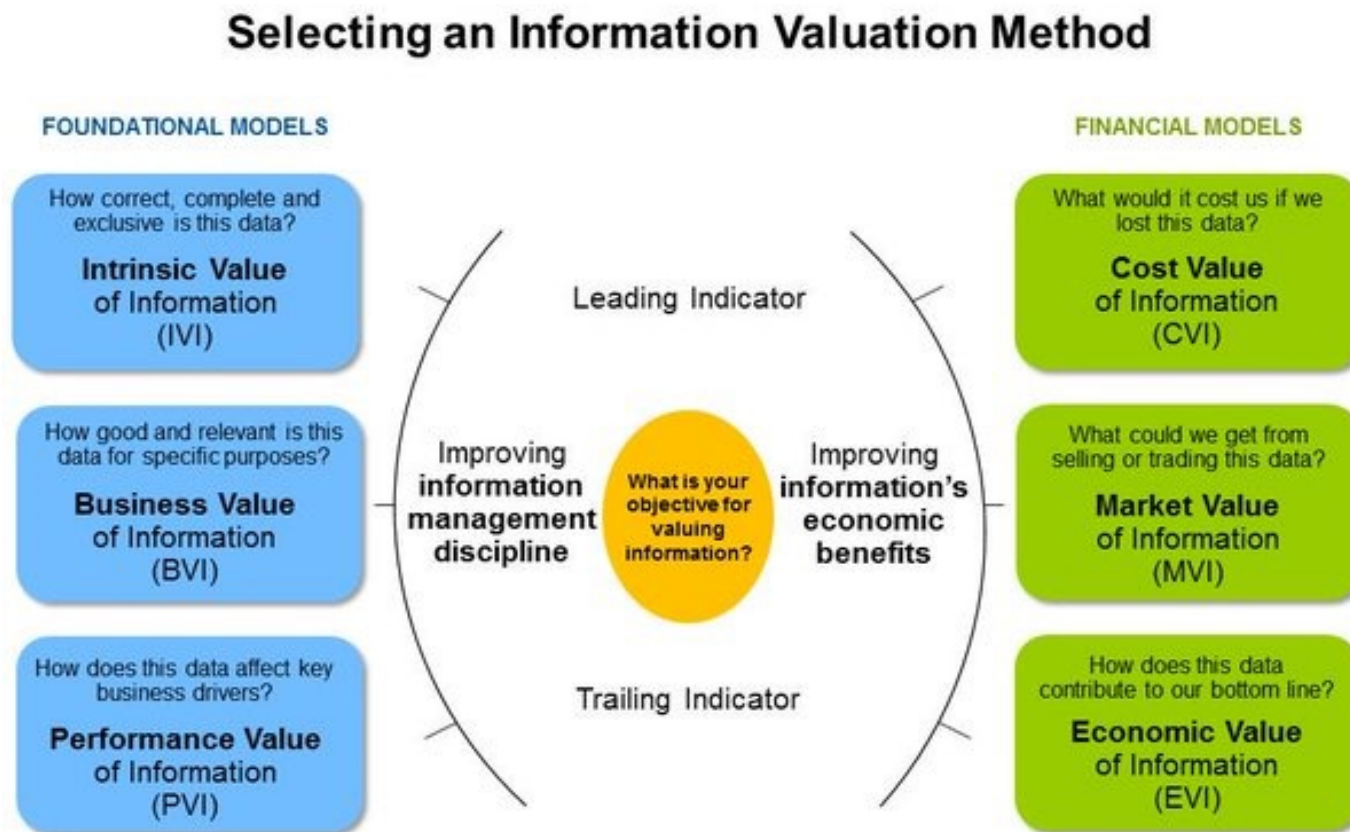 Selecting an Information Valuation Method
FOUNDATIONAL MODELS
How correct, complete and
exclusive is this data?
Intrinsic Value
of Information
(IVI)
How good and relevant is this
data for specific purposes?
Business Value
of Information
(BVI)
How does this data affect key
business drivers?
Performance Value
of Information
(PVI)
Leading Indicator
Improving
information
management
discipline
What is your
objective for
valuing
information?
Improving
information's
economic
benefits
Trailing Indicator
FINANCIAL MODELS
What would it cost us if we
lost this data?
Cost Value
of Information
(CVI)
What could we get from
selling or trading this data?
Market Value
of Information
(MVI)
How does this data
contribute to our bottom line?
Economic Value
of Information
(EVI)